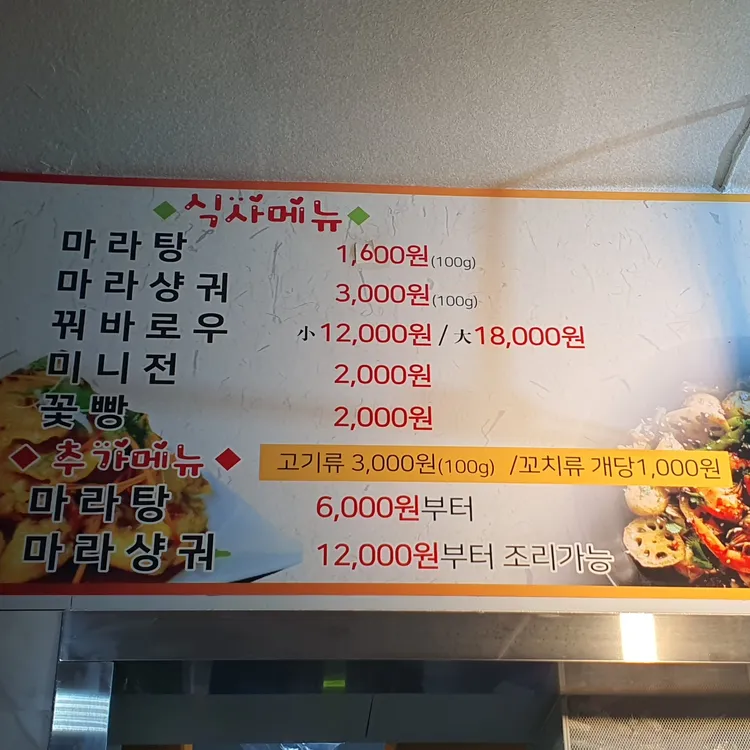 식사메뉴
마라탕 1,600원(100g)
마라샹궈 3,000원(100g)
꿔바로우 小 12,000원 / 大 18,000원
미니전 2,000원
꽃빵 2,000원
추가메뉴 고기류 3,000원(100g) /꼬치류 개당1,000원
마라탕 6,000원부터
마라샹궈 12,000원부터 조리가능